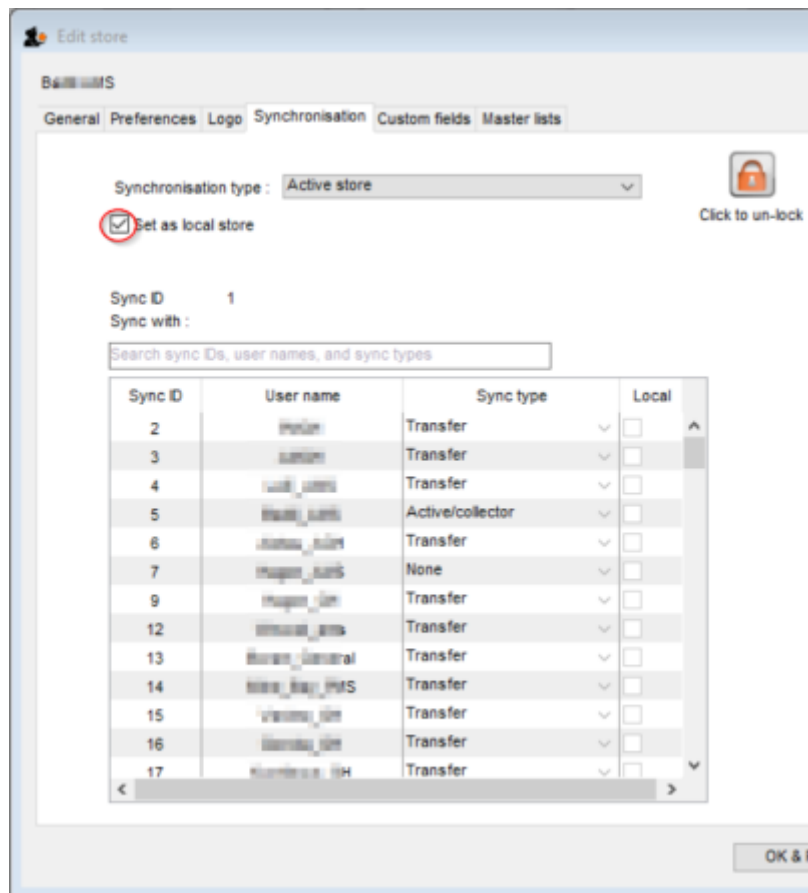 Edit store
General Preferences Logo Synchronisation Custom fields Master lists
Synchronisation type : Active store
Click to un-lock
Set as local store
Sync ID 1
Sync with :
Search sync IDs, user names, and sync types
Sync ID User name Sync type Local
2 Transfer
3 Transfer
4 Transfer
5 Active/collector
6 Transfer
7 None
9 Transfer
12 Transfer
13 Transfer
14 Transfer
15 Transfer
16 Transfer
17 Transfer
OK &